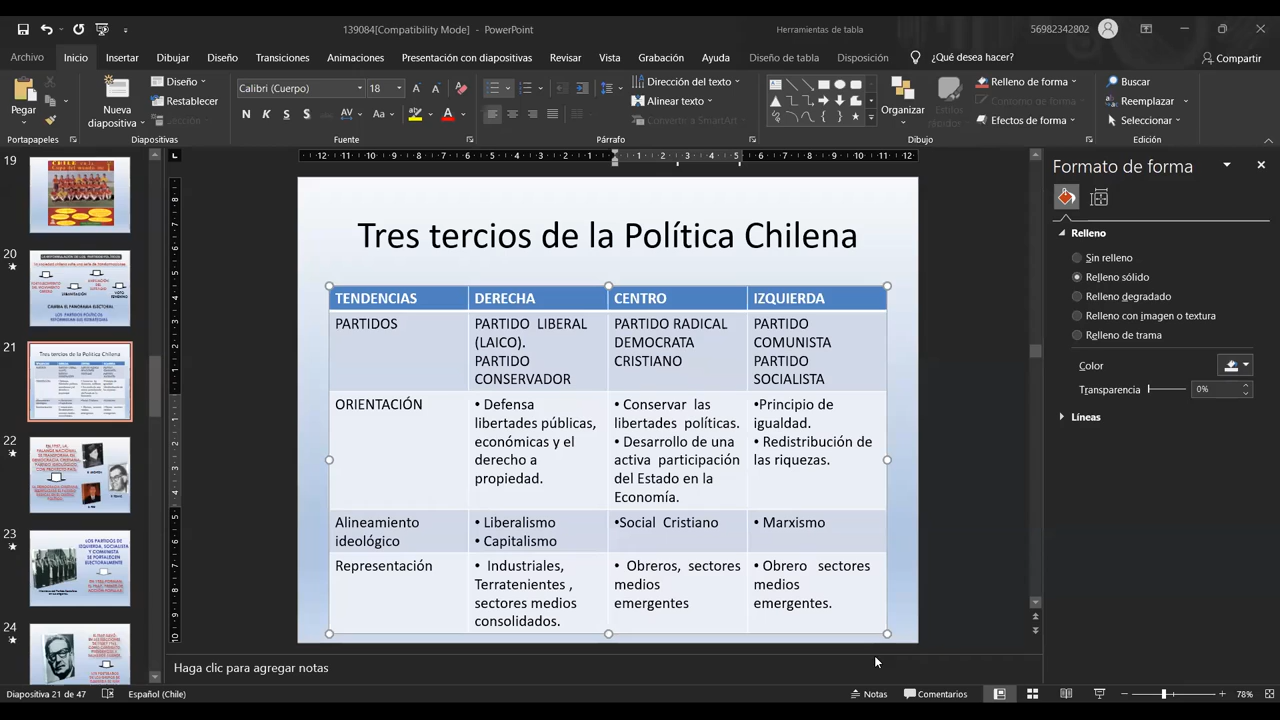 139084[Compatibility Mode] - PowerPoint
Herramientas de tabla
56982342802
Archivo Inicio Insertar Dibujar Diseño Transiciones Animaciones Presentación con diapositivas Revisar Vista Grabación Ayuda Diseño de tabla Disposición ¿Qué desea hacer? Compartir
Pegar
Nueva
diapositiva
Diseño
Restablecer
Sección
Calibri (Cuerpo) 18
N K S S ab AV Aa A
Dirección del texto
Alinear texto
Convertir a SmartArt
Organizar
Estilos
rápidos
Relleno de forma
Contorno de forma
Efectos de forma
Buscar
Reemplazar
Seleccionar
Portapapeles Diapositivas Fuente Párrafo Dibujo Edición
19
20
21
22
23
24
Tres tercios de la Política Chilena
TENDENCIAS DERECHA CENTRO IZQUIERDA
PARTIDOS
PARTIDO LIBERAL
(LAICO).
PARTIDO
CONSERVADOR
PARTIDO RADICAL
DEMOCRATA
CRISTIANO
PARTIDO
COMUNISTA
PARTIDO
SOCIALISTA
ORIENTACIÓN
• Defensa
libertades públicas,
económicas y el
derecho a
propiedad.
• Conservar las
libertades políticas.
• Desarrollo de una
activa participación
del Estado en la
Economía.
•Principio de
igualdad.
• Redistribución de
las riquezas.
Alineamiento
ideológico
• Liberalismo
• Capitalismo
•Social Cristiano
• Marxismo
Representación
• Industriales,
Terratenientes ,
sectores medios
consolidados.
• Obreros, sectores
medios
emergentes
• Obrero sectores
medios
emergentes.
Formato de forma
Relleno
Sin relleno
Relleno sólido
Relleno degradado
Relleno con imagen o textura
Relleno de trama
Color
Transparencia 0%
Líneas
Haga clic para agregar notas
Diapositiva 21 de 47 Español (Chile) Notas Comentarios 78%